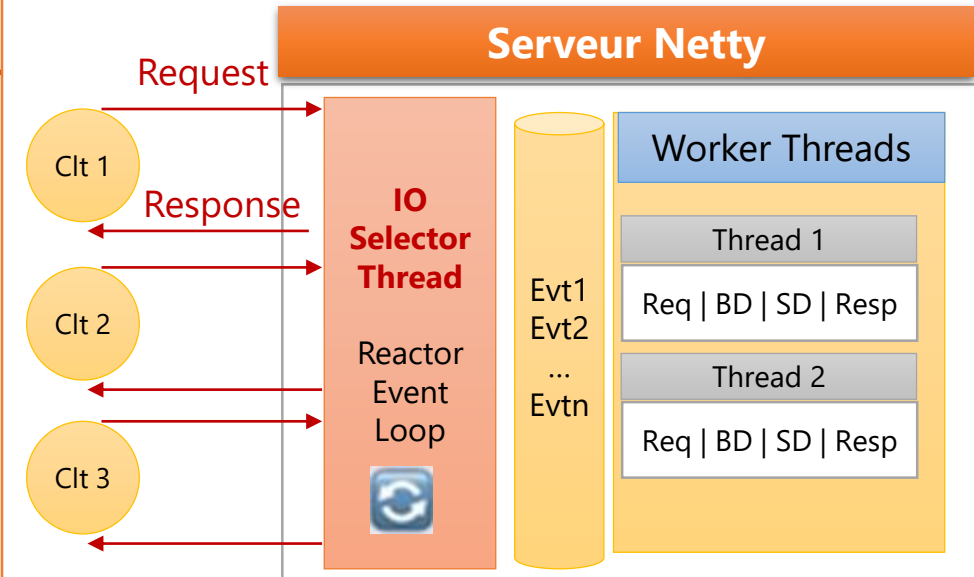 Serveur Netty
Request
Clt 1
Response
Clt 2
Clt 3
IO
Selector
Thread
Reactor
Event
Loop
Evt1
Evt2
...
Evtn
Worker Threads
Thread 1
Req | BD | SD | Resp
Thread 2
Req | BD | SD | Resp